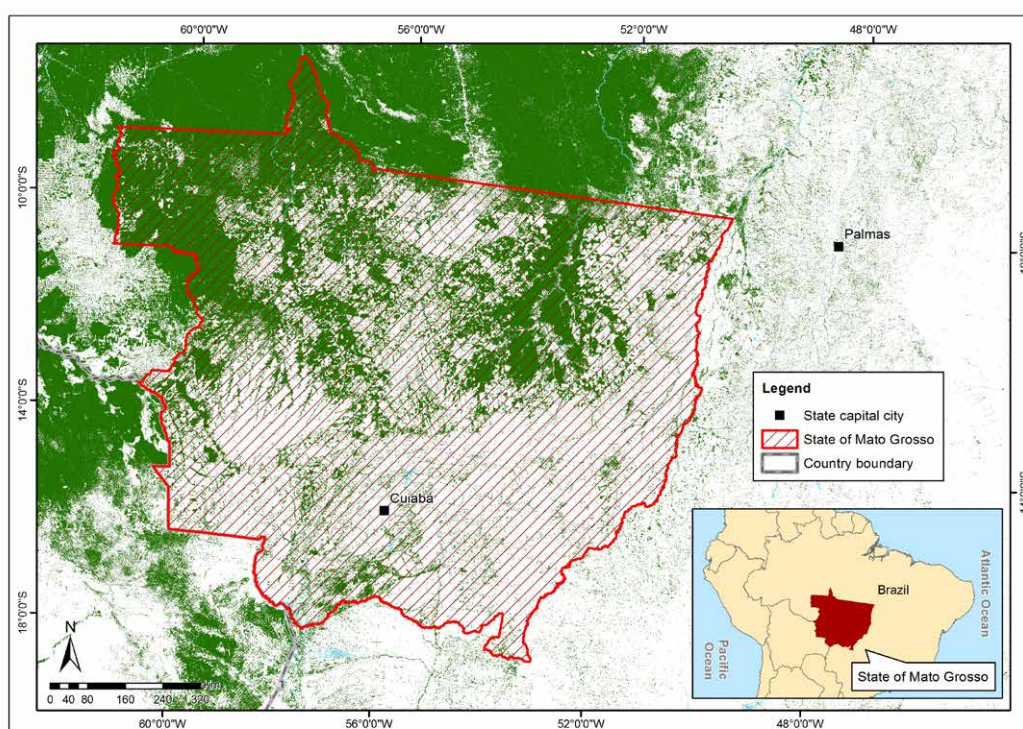 60°0'0"W
56°0'0"W
52°0'0"W
48°0'0"W
10°0'0"S
Palmas
14°0'0"S
Legend
State capital city
State of Mato Grosso
Country boundary
Cuiabá
Brazil
Atlantic Ocean
18°0'0"S
N
Pacific
Ocean
State of Mato Grosso
Km
0 40 80 160 240 320
60°0'0"W
56°0'0"W
52°0'0"W
48°0'0"W